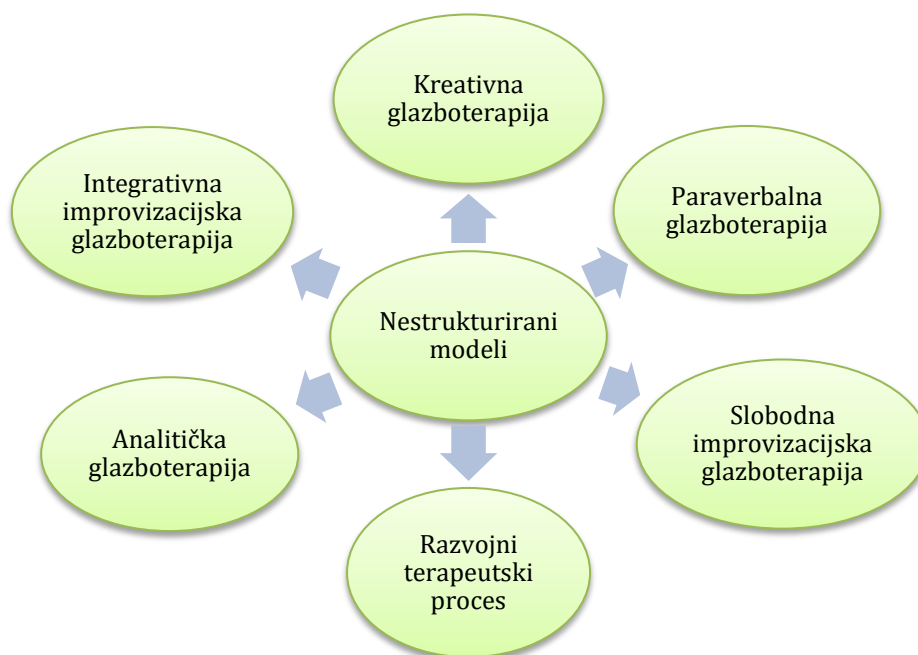 Kreativna
glazboterapija
Integrativna
improvizacijska
glazboterapija
Paraverbalna
glazboterapija
Nestrukturirani
modeli
Analitička
glazboterapija
Slobodna
improvizacijska
glazboterapija
Razvojni
terapeutski
proces